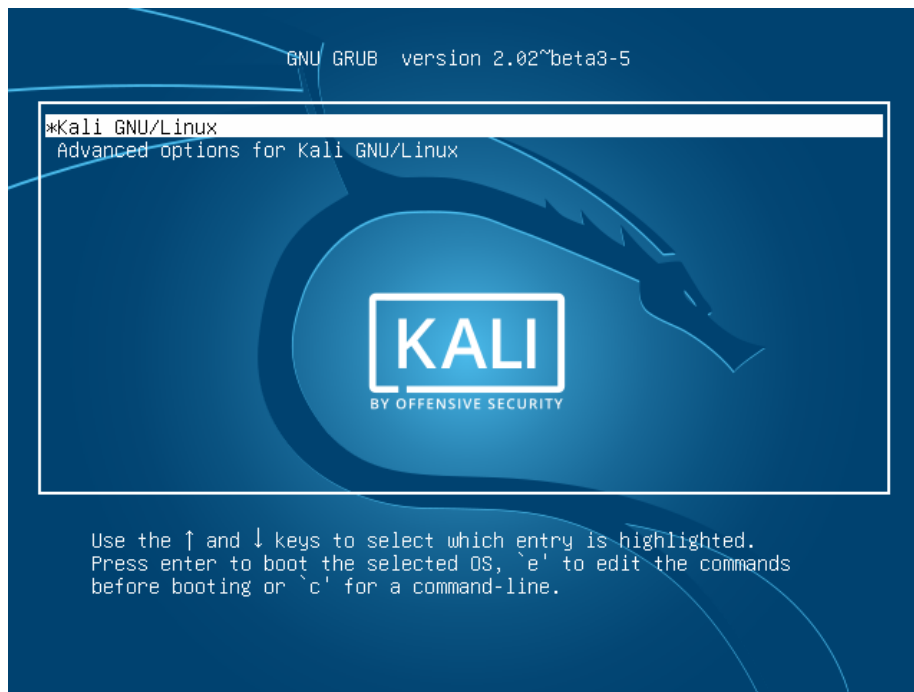 GNU GRUB  version 2.02~beta3-5
*Kali GNU/Linux
Advanced options for Kali GNU/Linux
KALI
BY OFFENSIVE SECURITY
Use the ↑ and ↓ keys to select which entry is highlighted.
Press enter to boot the selected OS, `e' to edit the commands
before booting or `c' for a command-line.